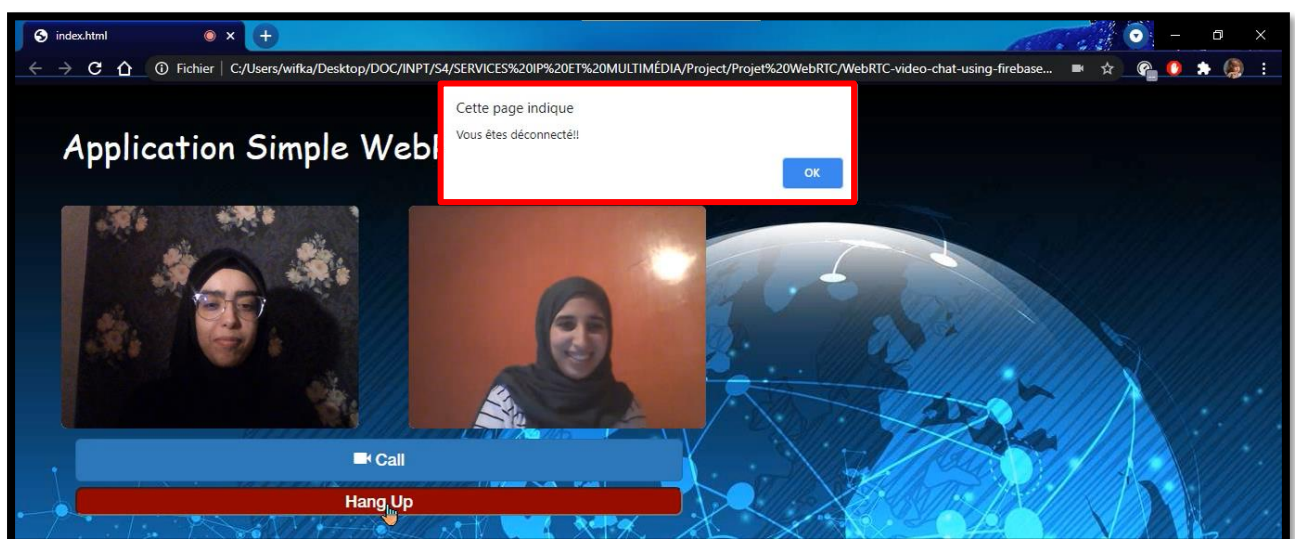 index.html
Fichier | C:/Users/wifka/Desktop/DOC/INPT/S4/SERVICES%20IP%20ET%20MULTIMÉDIA/Project/Projet%20WebRTC/WebRTC-video-chat-using-firebase...
Cette page indique
Vous êtes déconnecté!!
OK
Application Simple Web
Call
Hang Up